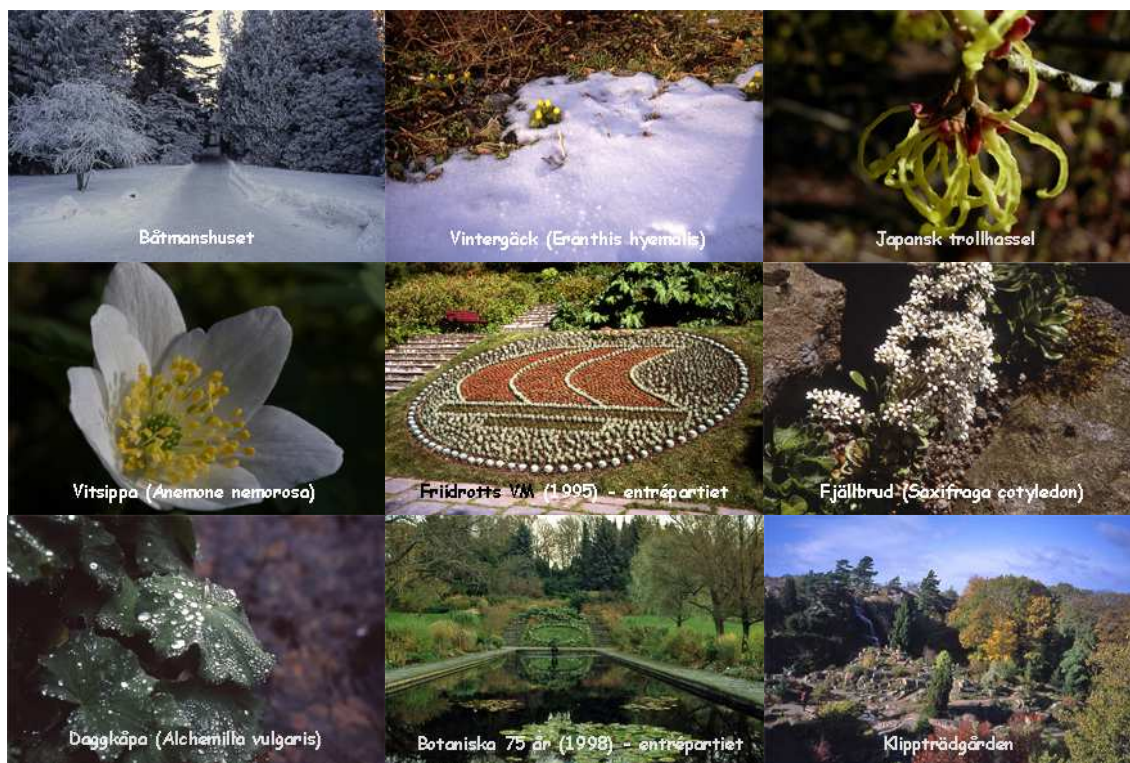 Båtmanshuset
Vintergäck (Eranthis hyemalis)
Japansk trollhassel
Vitsippa (Anemone nemorosa)
Friidrotts VM (1995) - entrépartiet
Fjällbrud (Saxifraga cotyledon)
Daggkåpa (Alchemilla vulgaris)
Botaniska 75 år (1998) - entrépartiet
Klippträdgården